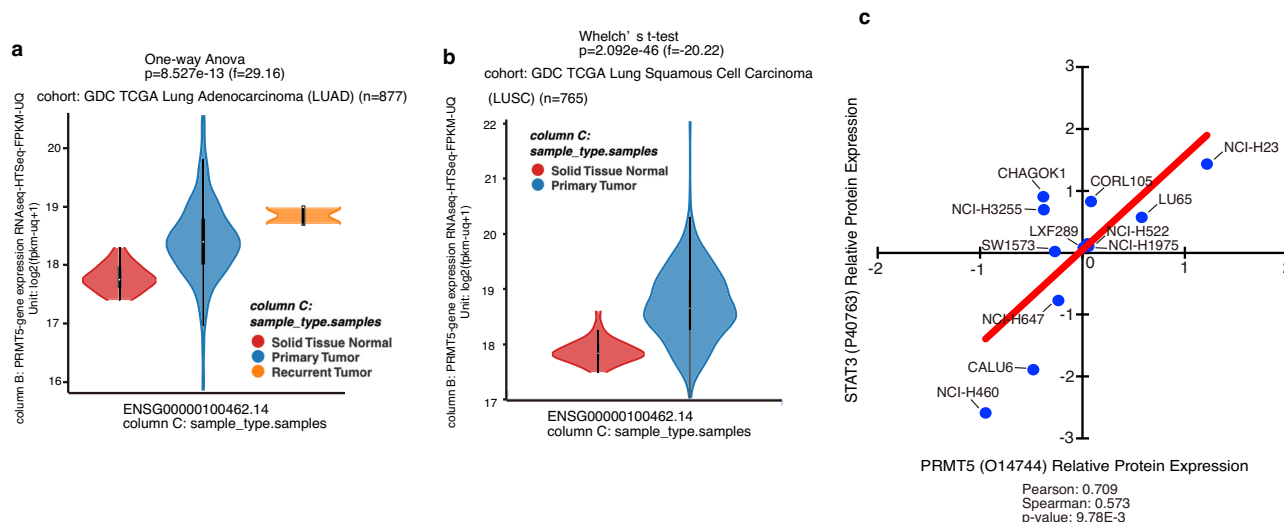 a
One-way Anova
p=8.527e-13 (f=29.16)
cohort: GDC TCGA Lung Adenocarcinoma (LUAD) (n=877)
column B: PRMT5-gene expression RNAseq-HTSeq-FPKM-UQ
Unit: log2(fpkm-uq+1)
20
19
18
17
16
column C:
sample_type.samples
Solid Tissue Normal
Primary Tumor
Recurrent Tumor
ENSG00000100462.14
column C: sample_type.samples
b
Whelch' s t-test
p=2.092e-46 (f=-20.22)
cohort: GDC TCGA Lung Squamous Cell Carcinoma
(LUSC) (n=765)
column B: PRMT5-gene expression RNAseq-HTSeq-FPKM-UQ
Unit: log2(fpkm-uq+1)
22
21
20
19
18
17
column C:
sample_type.samples
Solid Tissue Normal
Primary Tumor
ENSG00000100462.14
column C: sample_type.samples
c
STAT3 (P40763) Relative Protein Expression
3
2
1
0
-1
-2
-3
-2
-1
0
1
2
NCI-H23
CHAGOK1
CORL105
NCI-H3255
LU65
LXF289
NCI-H522
SW1573
NCI-H1975
NCI-H647
CALU6
NCI-H460
PRMT5 (O14744) Relative Protein Expression
Pearson: 0.709
Spearman: 0.573
p-value: 9.78E-3